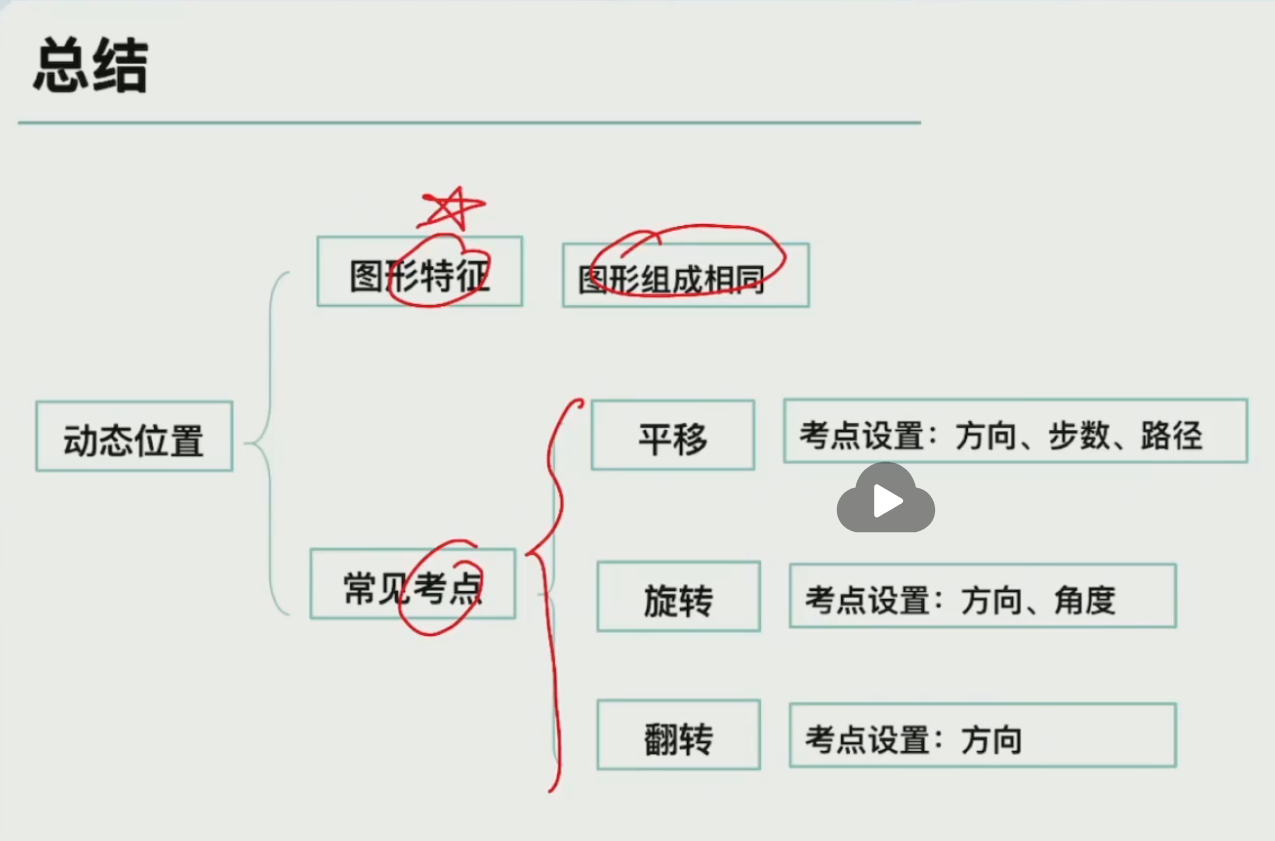 总结
图形特征
图形组成相同
动态位置
平移
考点设置：方向、步数、路径
常见考点
旋转
考点设置：方向、角度
翻转
考点设置：方向